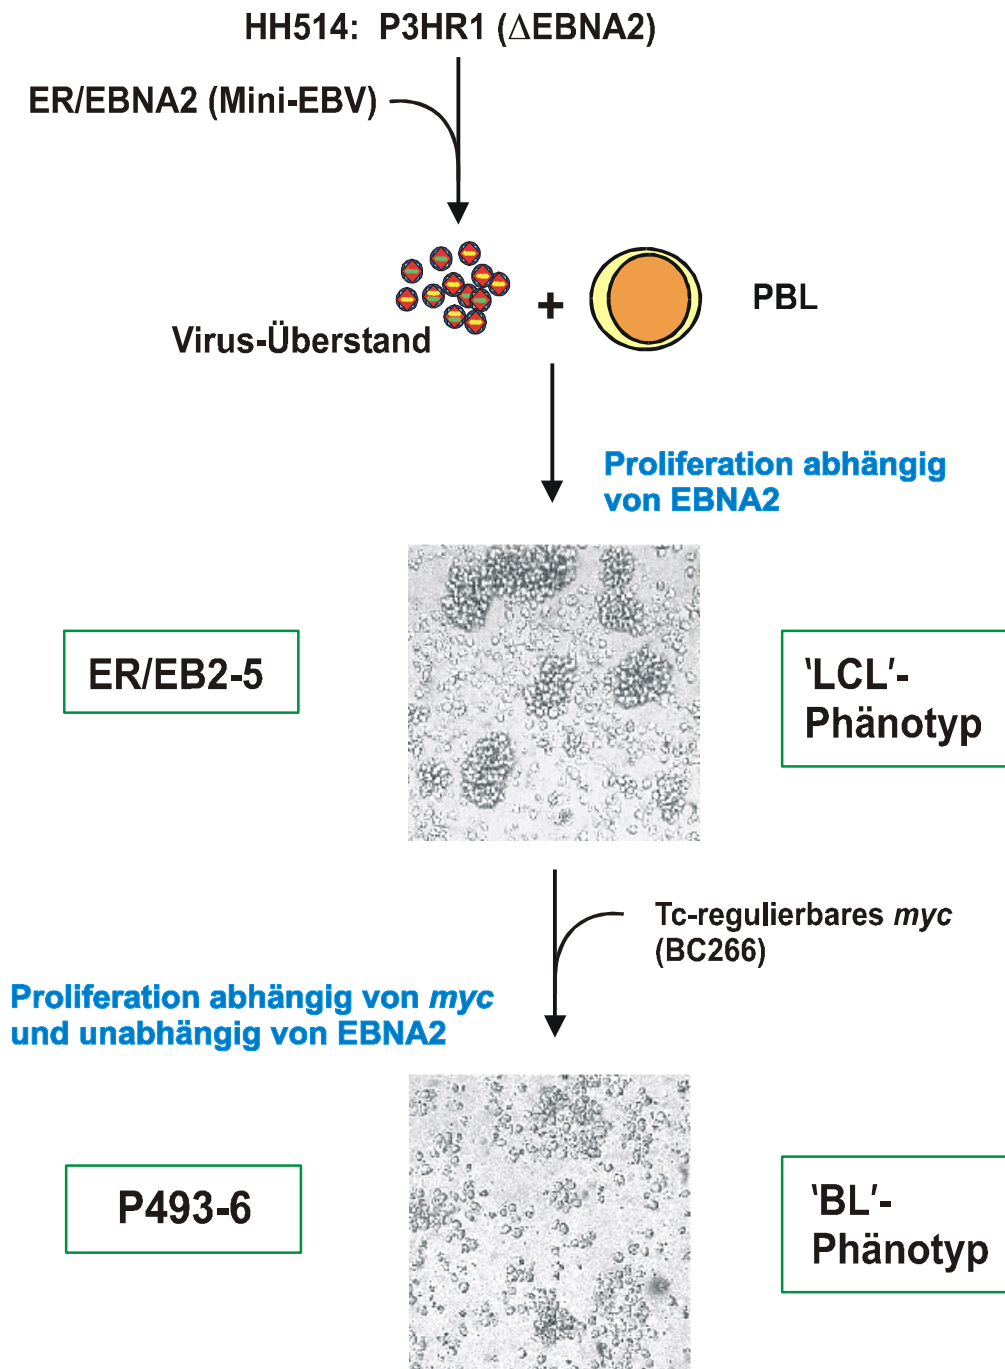 HH514: P3HR1 (ΔEBNA2)
ER/EBNA2 (Mini-EBV)
+
PBL
Virus-Überstand
Proliferation abhängig
von EBNA2
ER/EB2-5
'LCL'-
Phänotyp
Tc-regulierbares myc
(BC266)
Proliferation abhängig von myc
und unabhängig von EBNA2
P493-6
'BL'-
Phänotyp